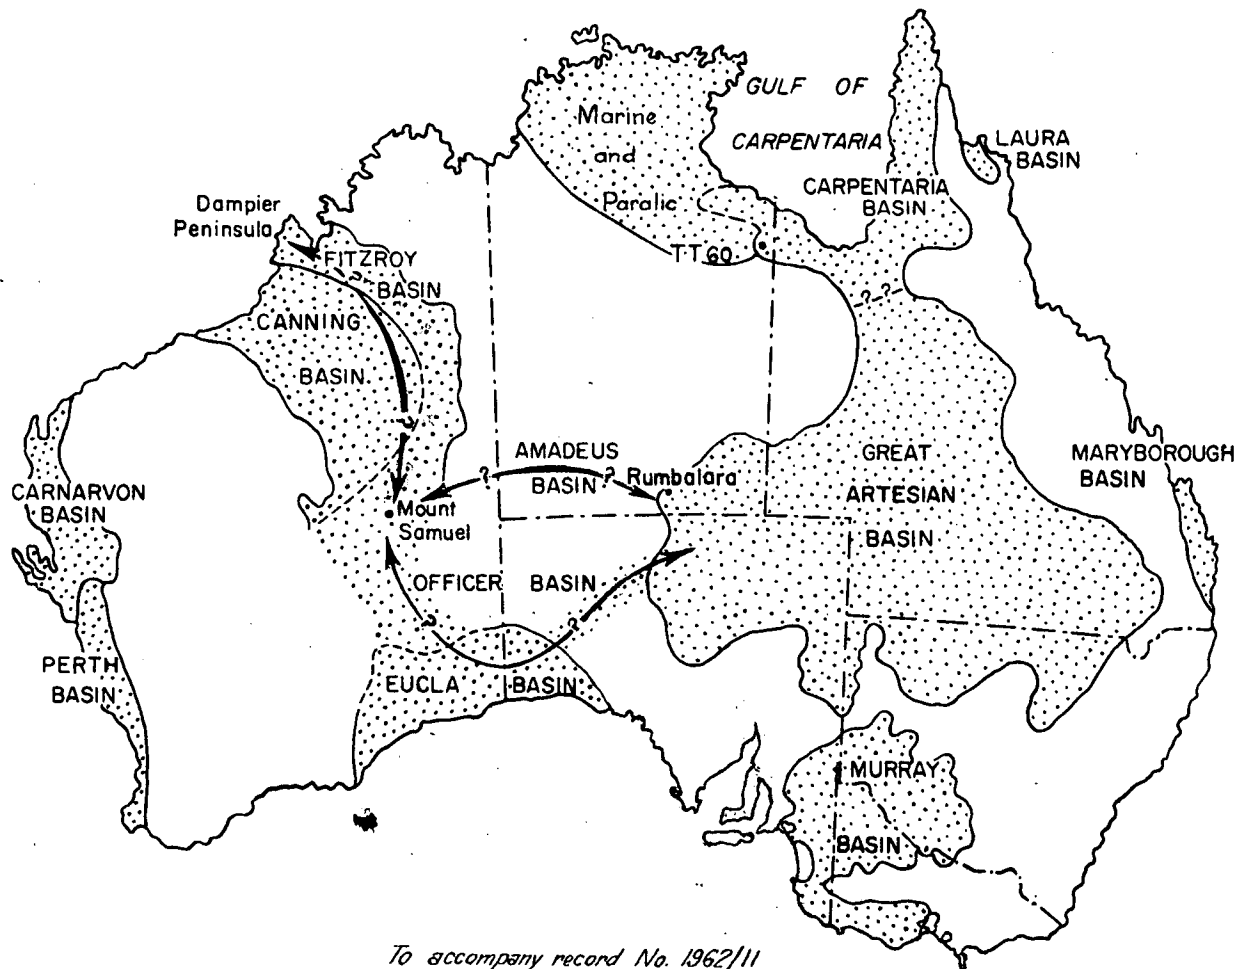 GULF OF
CARPENTARIA
Marine
and
Paralic
LAURA
BASIN
CARPENTARIA
BASIN
Dampier
Peninsula
T.T.60
FITZROY
?
BASIN
? ?
CANNING
BASIN
?
AMADEUS
BASIN
?
?
Rumbalara
GREAT
ARTESIAN
BASIN
MARYBOROUGH
BASIN
CARNARVON
BASIN
Mount
Samuel
OFFICER BASIN
?
?
PERTH
BASIN
EUCLA BASIN
MURRAY
BASIN
To accompany record No. 1962/11